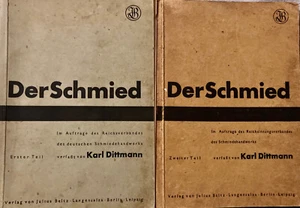 JB
Der Schmied
Im Auftrage des Reichsverbandes
des deutschen Schmiedehandwerks
Erster Teil verfaßt von Karl Dittmann
Verlag von Julius Beltz-Langensalza-Berlin-Leipzig
JB
Der Schmied
Im Auftrage des Reichsinnungsverbandes
des Schmiedehandwerks
Zweiter Teil verfaßt von Karl Dittmann
Verlag von Julius Beltz-Langensalza-Berlin-Leipzig